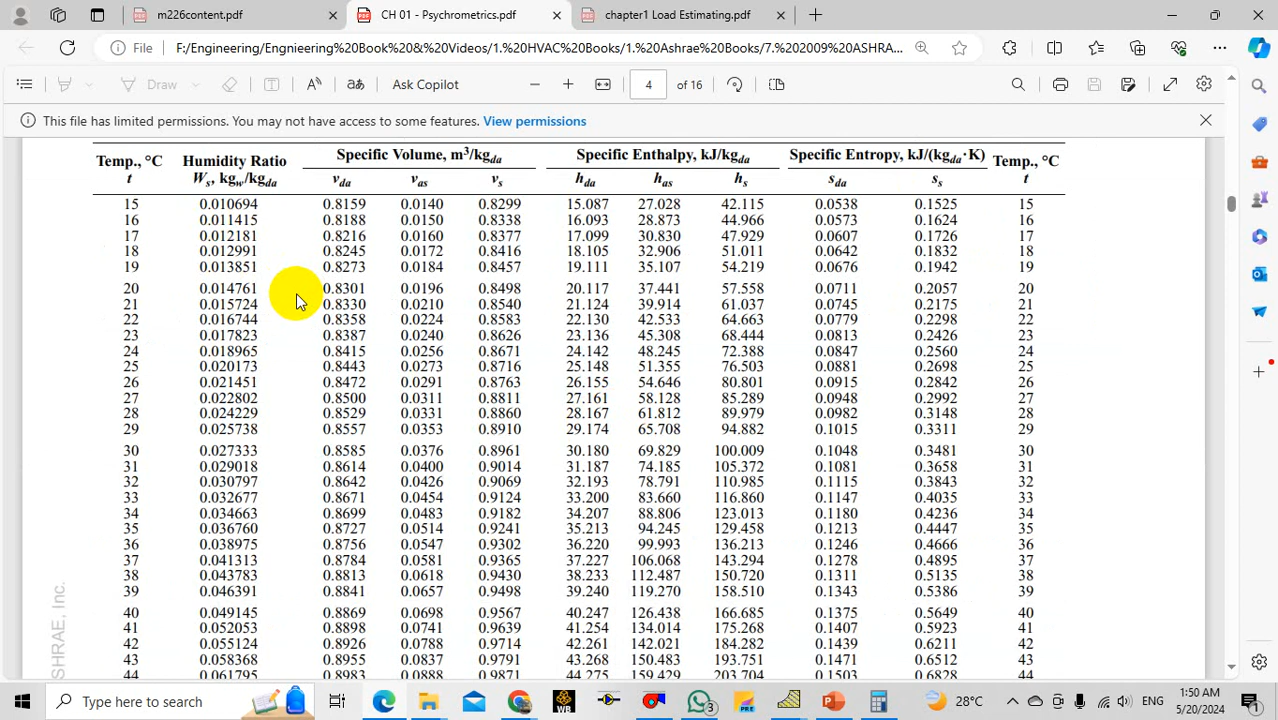 m226content.pdf
CH 01 - Psychrometrics.pdf
chapter1 Load Estimating.pdf
File
F:/Engineering/Engnieering%20Book%20&%20Videos/1.%20HVAC%20Books/1.%20Ashrae%20Books/7.%202009%20ASHRA...
Draw
Ask Copilot
4
of 16
This file has limited permissions. You may not have access to some features. View permissions
Temp., °C Humidity Ratio Specific Volume, m³/kgda Specific Enthalpy, kJ/kgda Specific Entropy, kJ/(kgda·K) Temp., °C
t Ws, kgw/kgda vda vas vs hda has hs sda ss t
15 0.010694 0.8159 0.0140 0.8299 15.087 27.028 42.115 0.0538 0.1525 15
16 0.011415 0.8188 0.0150 0.8338 16.093 28.873 44.966 0.0573 0.1624 16
17 0.012181 0.8216 0.0160 0.8377 17.099 30.830 47.929 0.0607 0.1726 17
18 0.012991 0.8245 0.0172 0.8416 18.105 32.906 51.011 0.0642 0.1832 18
19 0.013851 0.8273 0.0184 0.8457 19.111 35.107 54.219 0.0676 0.1942 19
20 0.014761 0.8301 0.0196 0.8498 20.117 37.441 57.558 0.0711 0.2057 20
21 0.015724 0.8330 0.0210 0.8540 21.124 39.914 61.037 0.0745 0.2175 21
22 0.016744 0.8358 0.0224 0.8583 22.130 42.533 64.663 0.0779 0.2298 22
23 0.017823 0.8387 0.0240 0.8626 23.136 45.308 68.444 0.0813 0.2426 23
24 0.018965 0.8415 0.0256 0.8671 24.142 48.245 72.388 0.0847 0.2560 24
25 0.020173 0.8443 0.0273 0.8716 25.148 51.355 76.503 0.0881 0.2698 25
26 0.021451 0.8472 0.0291 0.8763 26.155 54.646 80.801 0.0915 0.2842 26
27 0.022802 0.8500 0.0311 0.8811 27.161 58.128 85.289 0.0948 0.2992 27
28 0.024229 0.8529 0.0331 0.8860 28.167 61.812 89.979 0.0982 0.3148 28
29 0.025738 0.8557 0.0353 0.8910 29.174 65.708 94.882 0.1015 0.3311 29
30 0.027333 0.8585 0.0376 0.8961 30.180 69.829 100.009 0.1048 0.3481 30
31 0.029018 0.8614 0.0400 0.9014 31.187 74.185 105.372 0.1081 0.3658 31
32 0.030797 0.8642 0.0426 0.9069 32.193 78.791 110.985 0.1115 0.3843 32
33 0.032677 0.8671 0.0454 0.9124 33.200 83.660 116.860 0.1147 0.4035 33
34 0.034663 0.8699 0.0483 0.9182 34.207 88.806 123.013 0.1180 0.4236 34
35 0.036760 0.8727 0.0514 0.9241 35.213 94.245 129.458 0.1213 0.4447 35
36 0.038975 0.8756 0.0547 0.9302 36.220 99.993 136.213 0.1246 0.4666 36
37 0.041313 0.8784 0.0581 0.9365 37.227 106.068 143.294 0.1278 0.4895 37
38 0.043783 0.8813 0.0618 0.9430 38.233 112.487 150.720 0.1311 0.5135 38
39 0.046391 0.8841 0.0657 0.9498 39.240 119.270 158.510 0.1343 0.5386 39
40 0.049145 0.8869 0.0698 0.9567 40.247 126.438 166.685 0.1375 0.5649 40
41 0.052053 0.8898 0.0741 0.9639 41.254 134.014 175.268 0.1407 0.5923 41
42 0.055124 0.8926 0.0788 0.9714 42.261 142.021 184.282 0.1439 0.6211 42
43 0.058368 0.8955 0.0837 0.9791 43.268 150.483 193.751 0.1471 0.6512 43
44 0.061795 0.8983 0.0888 0.9871 44.275 159.429 203.704 0.1503 0.6828 44
SHRAE, Inc.
Type here to search
WB
3
PRE
28°C
ENG
1:50 AM
5/20/2024
1